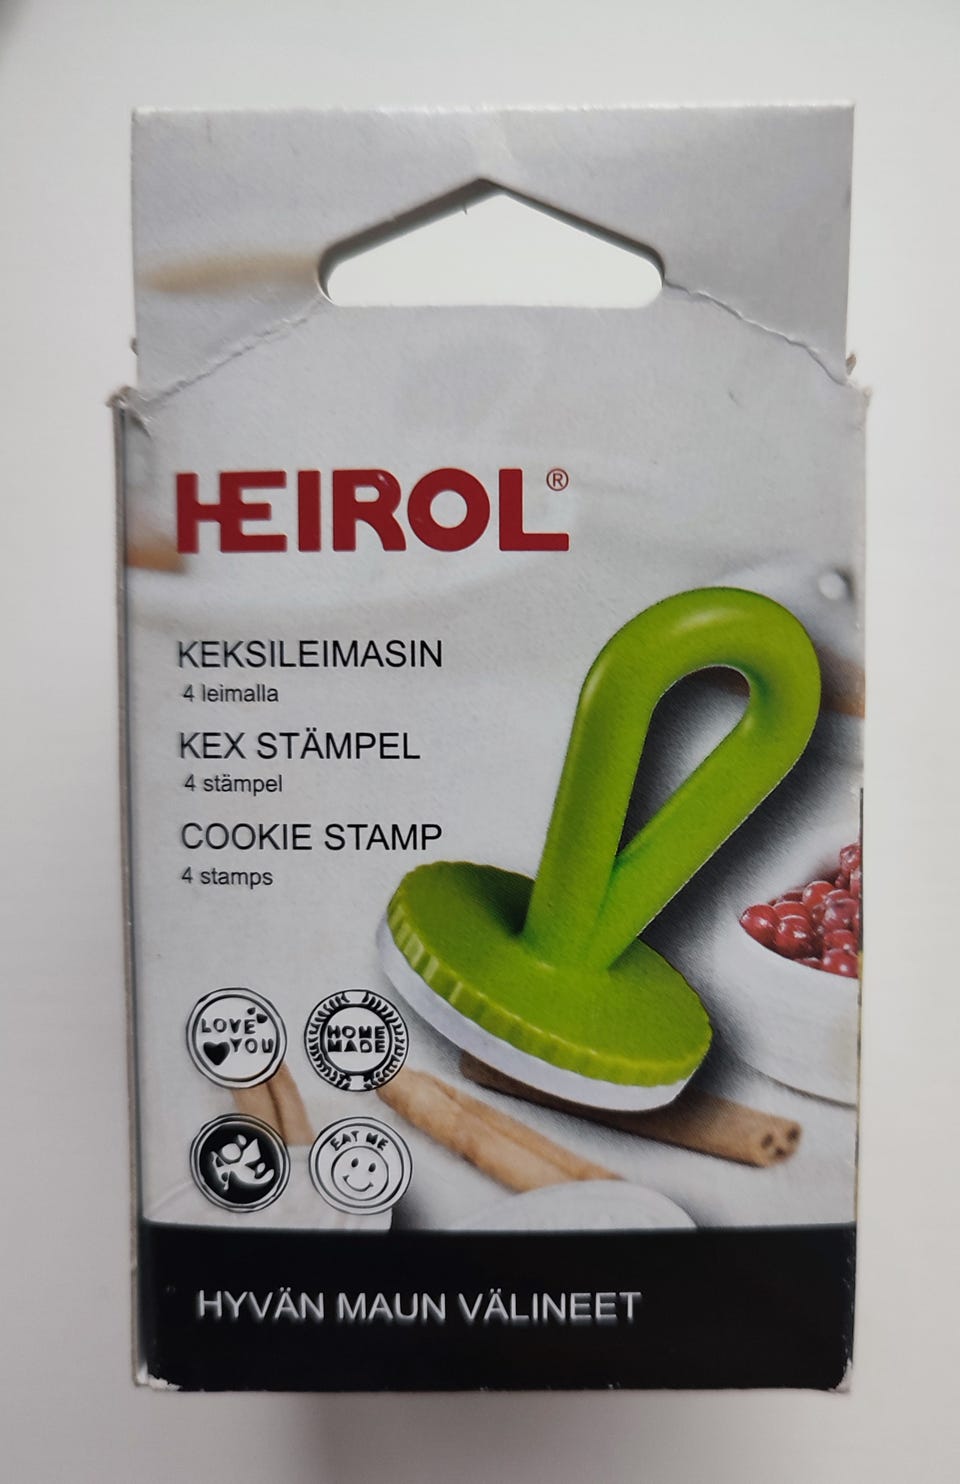 HEIROL®
KEKSILEIMASIN
4 leimalla
KEX STÄMPEL
4 stämpel
COOKIE STAMP
4 stamps
LOVE
YOU
HOME
MADE
EAT ME
HYVÄN MAUN VÄLINEET